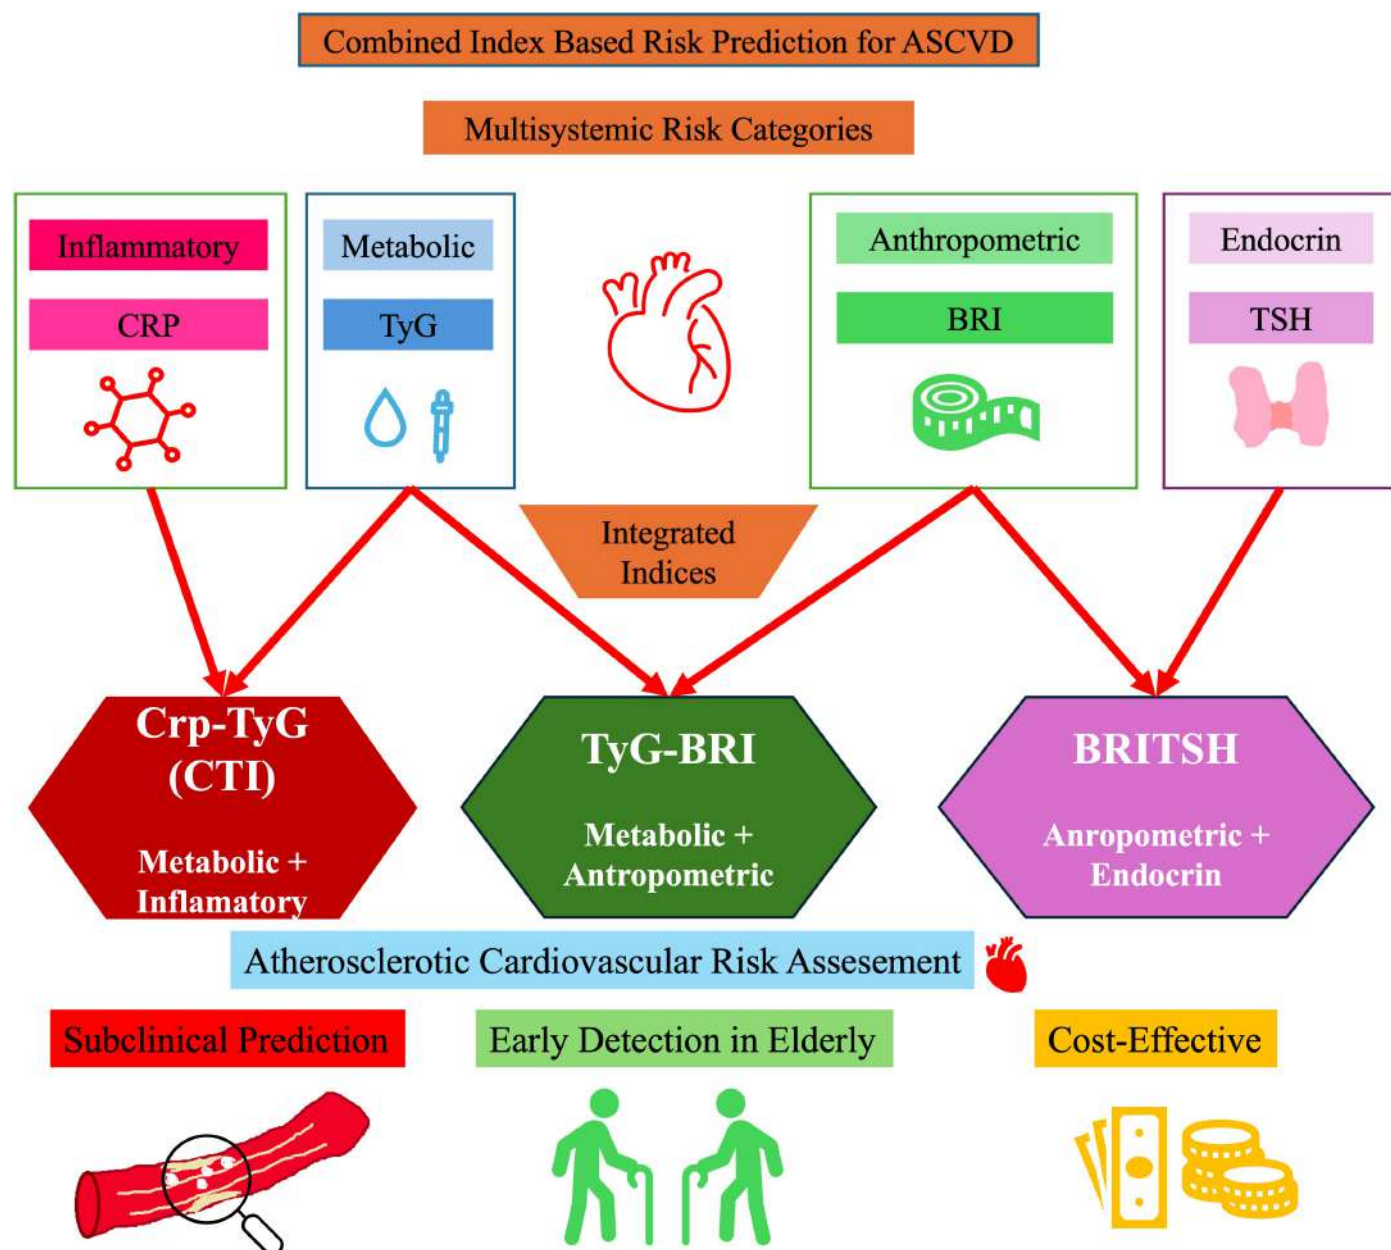 Combined Index Based Risk Prediction for ASCVD
Multisystemic Risk Categories
Inflammatory
CRP
Metabolic
TyG
Anthropometric
BRI
Endocrin
TSH
Integrated
Indices
Crp-TyG
(CTI)
Metabolic +
Inflamatory
TyG-BRI
Metabolic +
Antropometric
BRITSH
Anropometric +
Endocrin
Atherosclerotic Cardiovascular Risk Assesement
Subclinical Prediction
Early Detection in Elderly
Cost-Effective